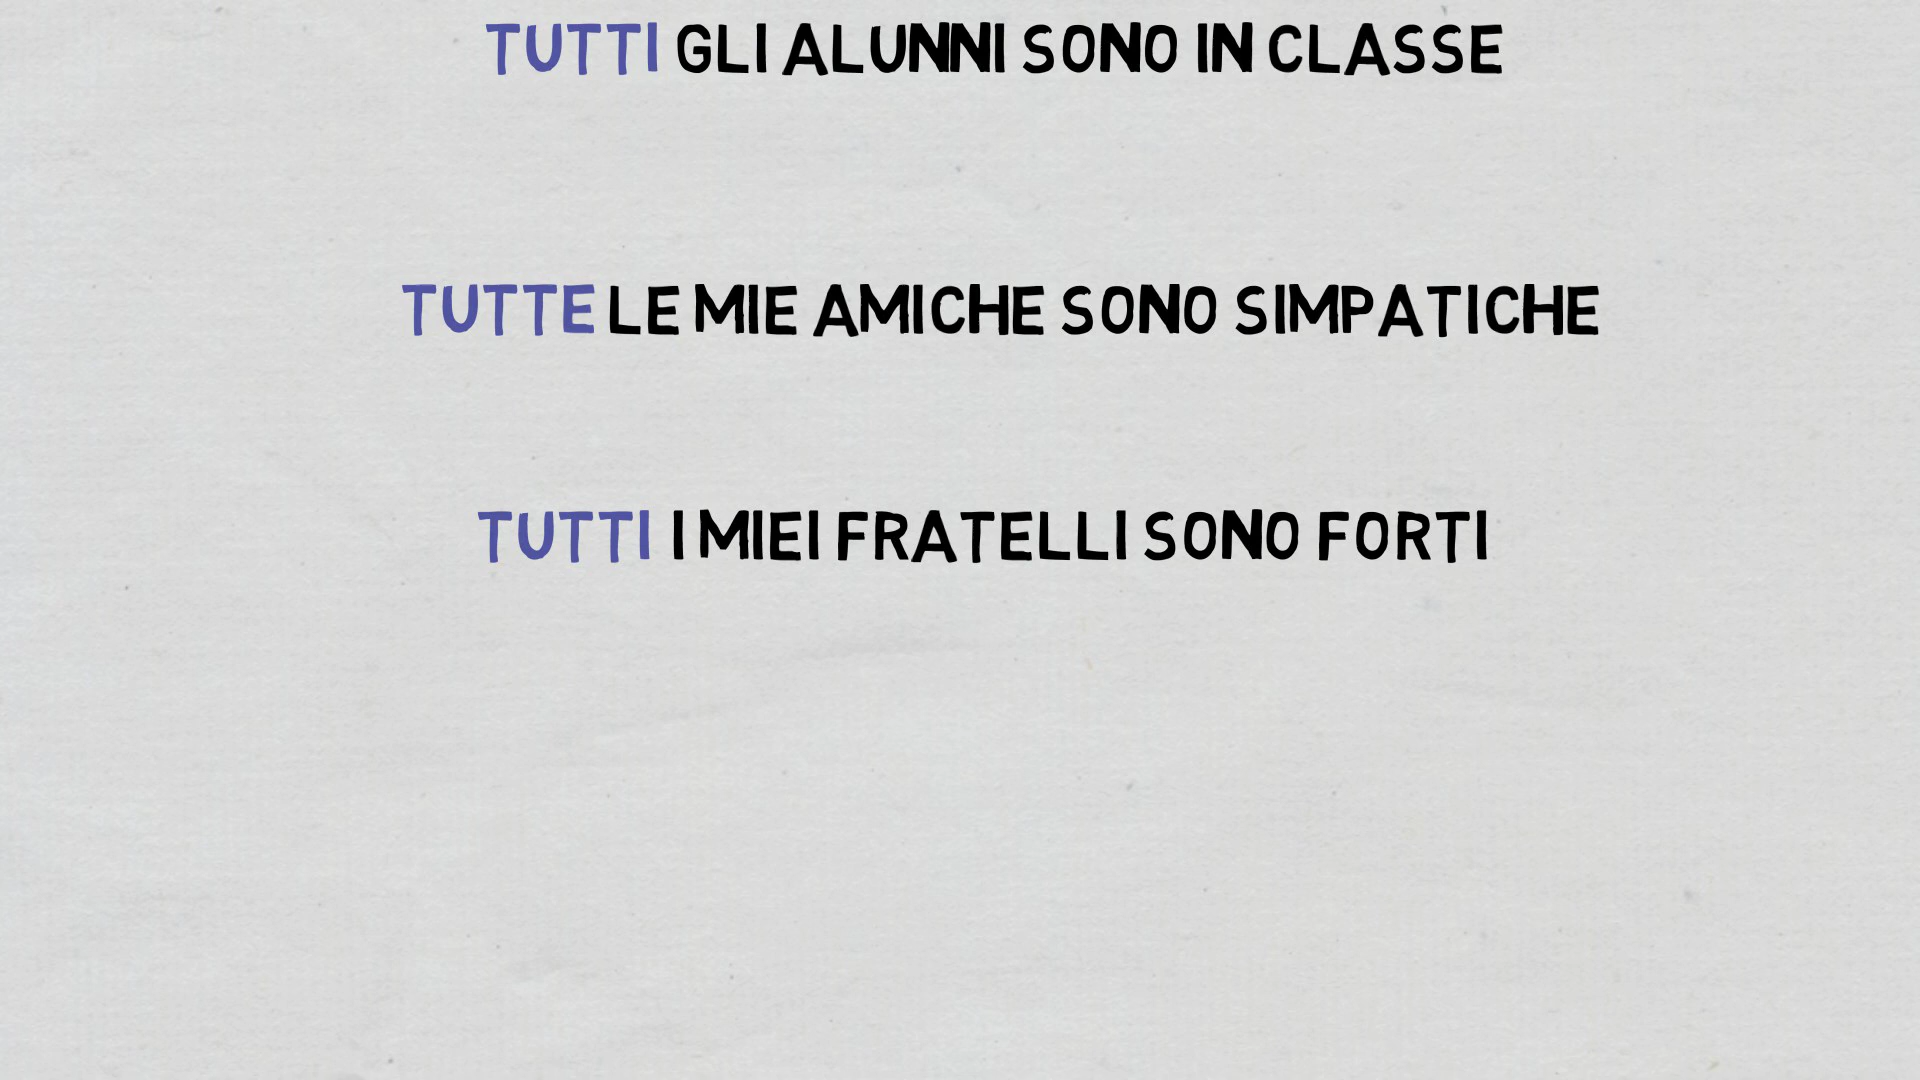 TUTTI GLI ALUNNI SONO IN CLASSE
TUTTE LE MIE AMICHE SONO SIMPATICHE
TUTTI I MIEI FRATELLI SONO FORTI